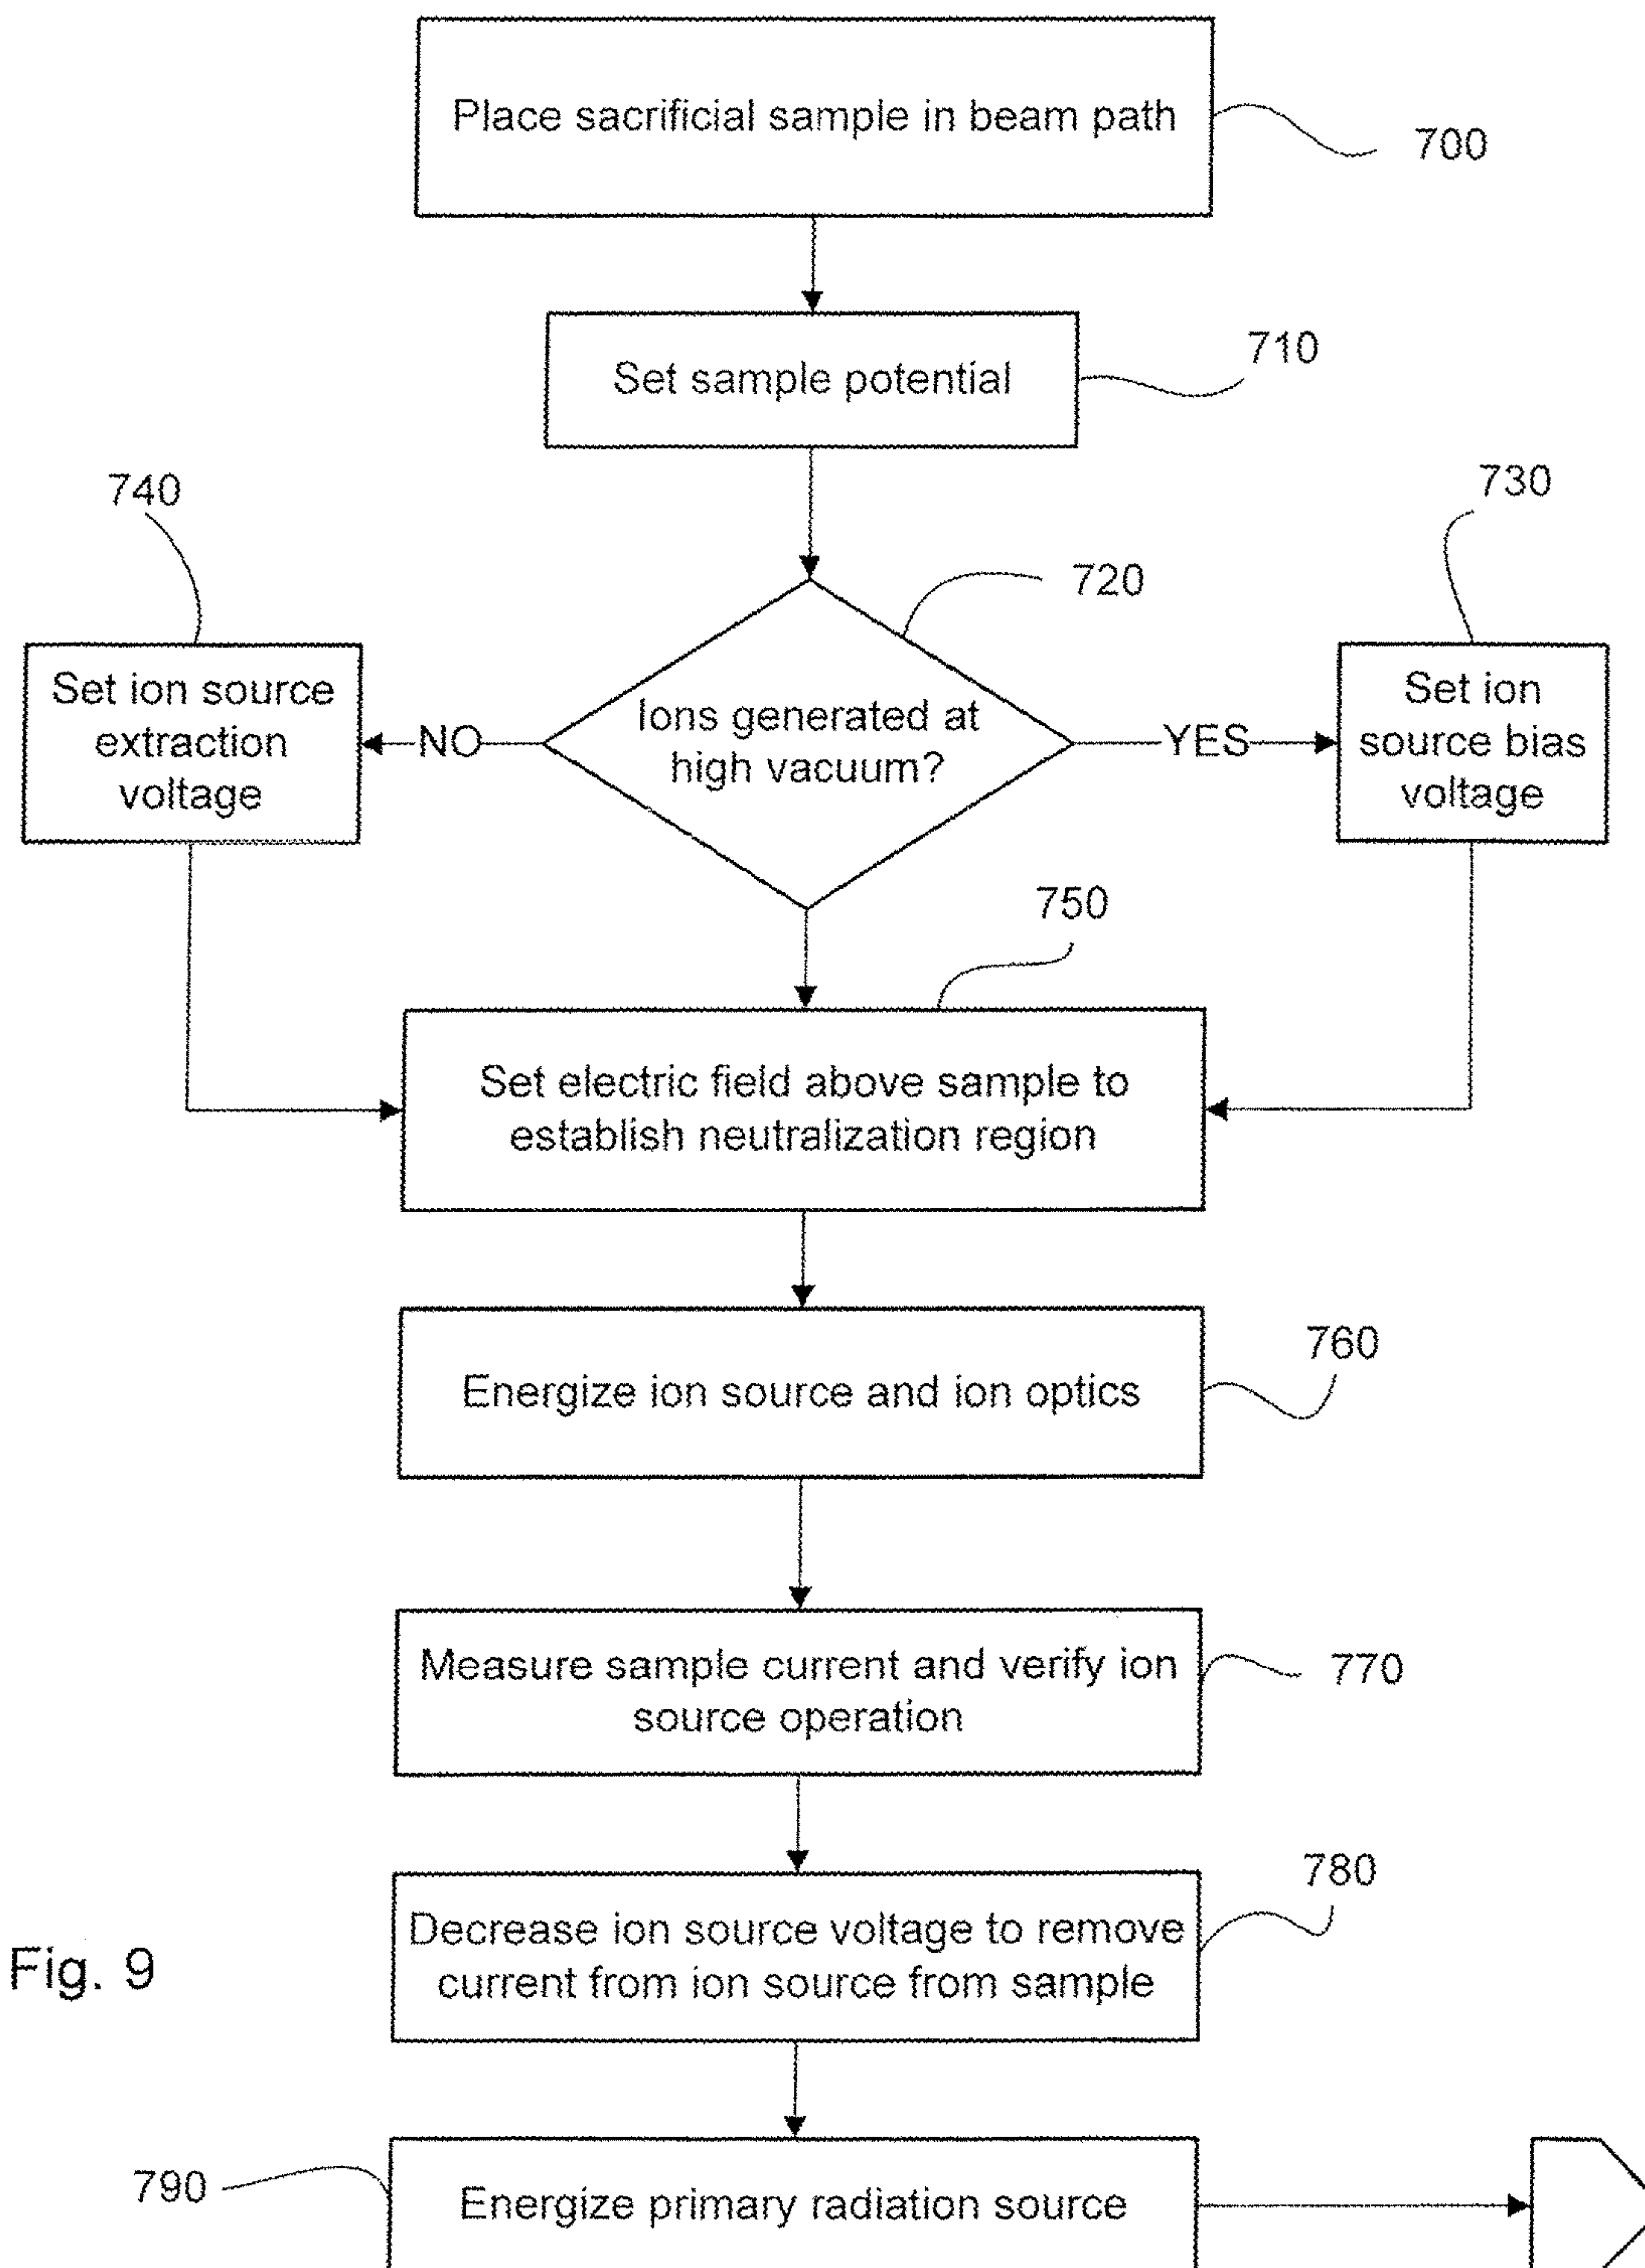 Place sacrificial sample in beam path
700
Set sample potential
710
740
730
720
Set ion source
extraction
voltage
NO
Ions generated at
high vacuum?
YES
Set ion
source bias
voltage
750
Set electric field above sample to
establish neutralization region
760
Energize ion source and ion optics
Measure sample current and verify ion
source operation
770
780
Decrease ion source voltage to remove
current from ion source from sample
Fig. 9
790
Energize primary radiation source